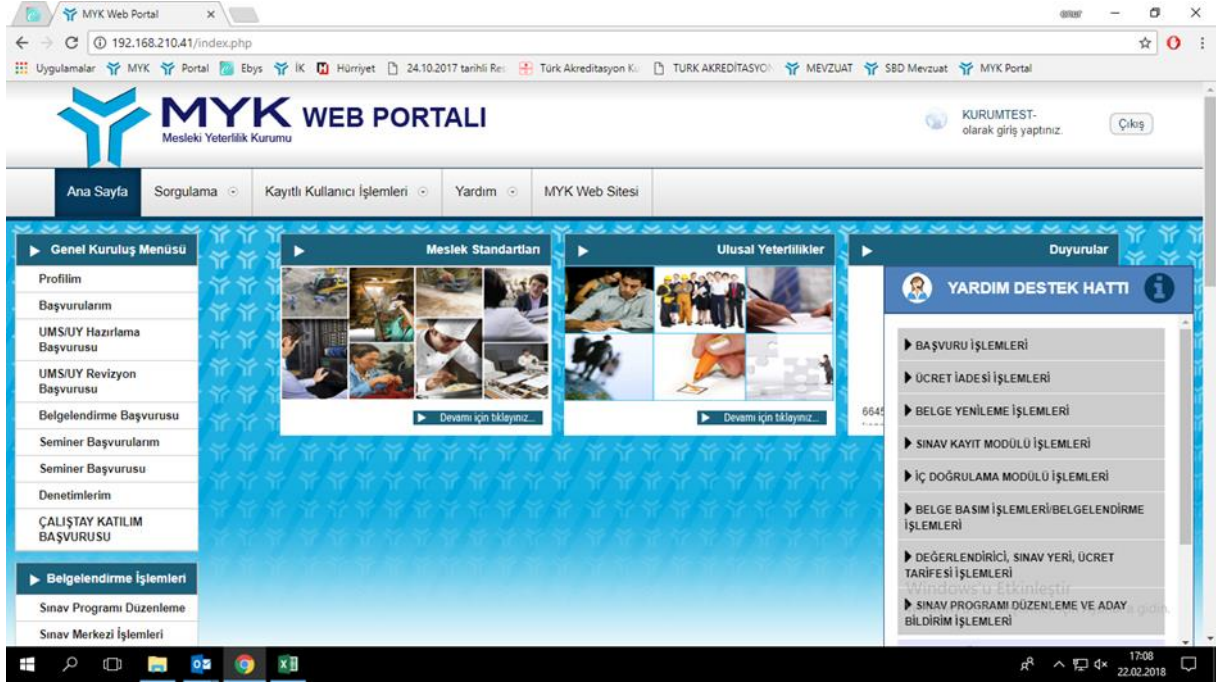 MYK Web Portal
192.168.210.41/index.php
Uygulamalar MYK Portal Ebys İK Hürriyet 24.10.2017 tarihli Res Türk Akreditasyon Ku TURK AKREDİTASYON MEVZUAT SBD Mevzuat MYK Portal
MYK WEB PORTALI
Mesleki Yeterlilik Kurumu
KURUMTEST-
olarak giriş yaptınız.
Çıkış
Ana Sayfa Sorgulama Kayıtlı Kullanıcı İşlemleri Yardım MYK Web Sitesi
Genel Kuruluş Menüsü
Profilim
Başvurularım
UMS/UY Hazırlama
Başvurusu
UMS/UY Revizyon
Başvurusu
Belgelendirme Başvurusu
Seminer Başvurularım
Seminer Başvurusu
Denetimlerim
ÇALIŞTAY KATILIM
BAŞVURUSU
Belgelendirme İşlemleri
Sınav Programı Düzenleme
Sınav Merkezi İşlemleri
Meslek Standartları
Devamı için tıklayınız...
Ulusal Yeterlilikler
Devamı için tıklayınız...
Duyurular
6645
YARDIM DESTEK HATTI
BAŞVURU İŞLEMLERİ
ÜCRET İADESİ İŞLEMLERİ
BELGE YENİLEME İŞLEMLERİ
SINAV KAYIT MODÜLÜ İŞLEMLERİ
İÇ DOĞRULAMA MODÜLÜ İŞLEMLERİ
BELGE BASIM İŞLEMLERİ/BELGELENDİRME
İŞLEMLERİ
DEĞERLENDİRİCİ, SINAV YERİ, ÜCRET
TARİFESİ İŞLEMLERİ
Windows'u Etkinleştir
SINAV PROGRAMI DÜZENLEME VE ADAY
BİLDİRİM İŞLEMLERİ
gidin.
17:08
22.02.2018